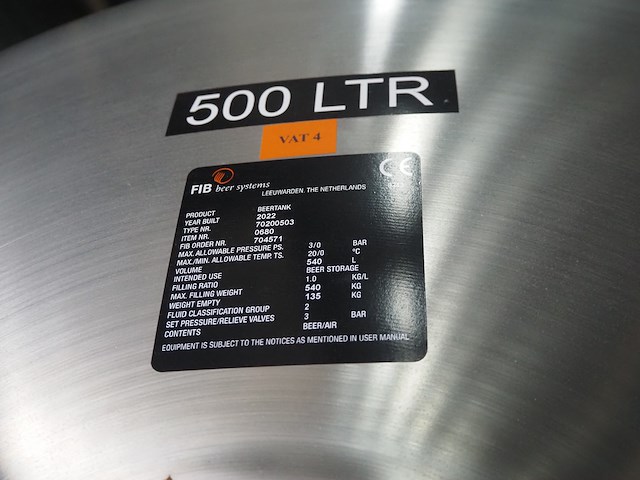 500 LTR
VAT 4
CE
FIB beer systems
LEEUWARDEN, THE NETHERLANDS
PRODUCT BEERTANK
YEAR BUILT 2022
TYPE NR. 70200503
ITEM NR. 0680
FIB ORDER NR. 704571
MAX. ALLOWABLE PRESSURE PS. 3/0 BAR
MAX./MIN. ALLOWABLE TEMP. TS. 20/0 °C
VOLUME 540 L
INTENDED USE BEER STORAGE
FILLING RATIO 1.0 KG/L
MAX. FILLING WEIGHT 540 KG
WEIGHT EMPTY 135 KG
FLUID CLASSIFICATION GROUP 2
SET PRESSURE/RELIEVE VALVES 3 BAR
CONTENTS BEER/AIR
EQUIPMENT IS SUBJECT TO THE NOTICES AS MENTIONED IN USER MANUAL